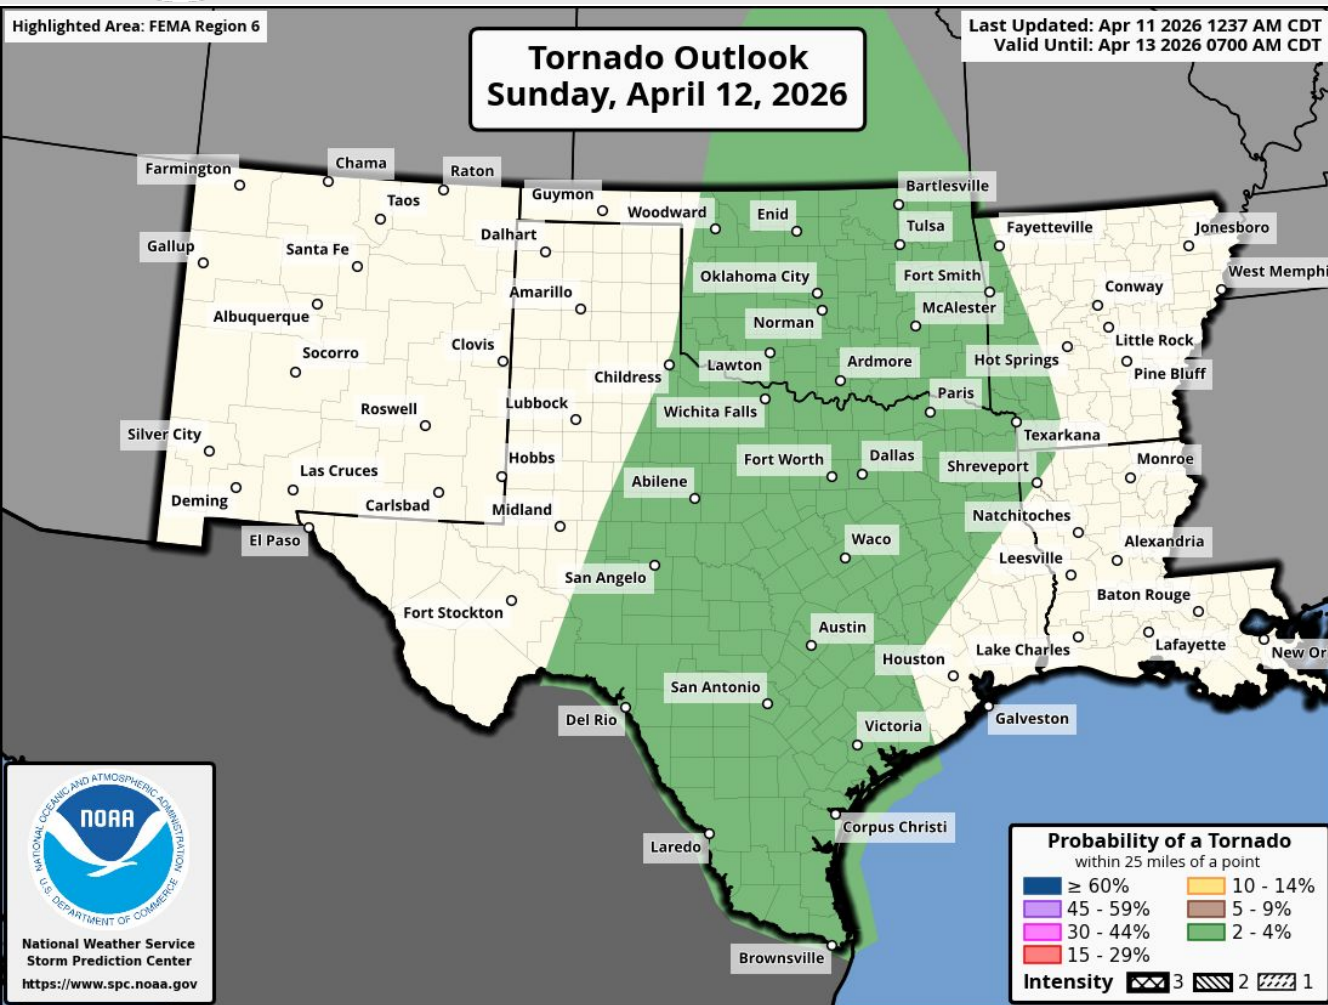 Highlighted Area: FEMA Region 6
Tornado Outlook
Sunday, April 12, 2026
Last Updated: Apr 11 2026 1237 AM CDT
Valid Until: Apr 13 2026 0700 AM CDT
Farmington
Chama
Raton
Taos
Guymon
Woodward
Enid
Bartlesville
Tulsa
Fayetteville
Jonesboro
Gallup
Santa Fe
Dalhart
Oklahoma City
Fort Smith
West Memphi
Albuquerque
Amarillo
Norman
McAlester
Conway
Socorro
Clovis
Childress
Lawton
Ardmore
Hot Springs
Little Rock
Pine Bluff
Roswell
Lubbock
Wichita Falls
Paris
Texarkana
Silver City
Las Cruces
Hobbs
Abilene
Fort Worth
Dallas
Shreveport
Monroe
Deming
Carlsbad
Midland
Natchitoches
El Paso
San Angelo
Waco
Leesville
Alexandria
Fort Stockton
Austin
Baton Rouge
Houston
Lake Charles
Lafayette
New Or
San Antonio
Del Rio
Victoria
Galveston
Laredo
Corpus Christi
Brownsville
NATIONAL OCEANIC AND ATMOSPHERIC ADMINISTRATION
NOAA
U.S. DEPARTMENT OF COMMERCE
National Weather Service
Storm Prediction Center
https://www.spc.noaa.gov
Probability of a Tornado
within 25 miles of a point
≥ 60% 10 - 14%
45 - 59% 5 - 9%
30 - 44% 2 - 4%
15 - 29%
Intensity 3 2 1